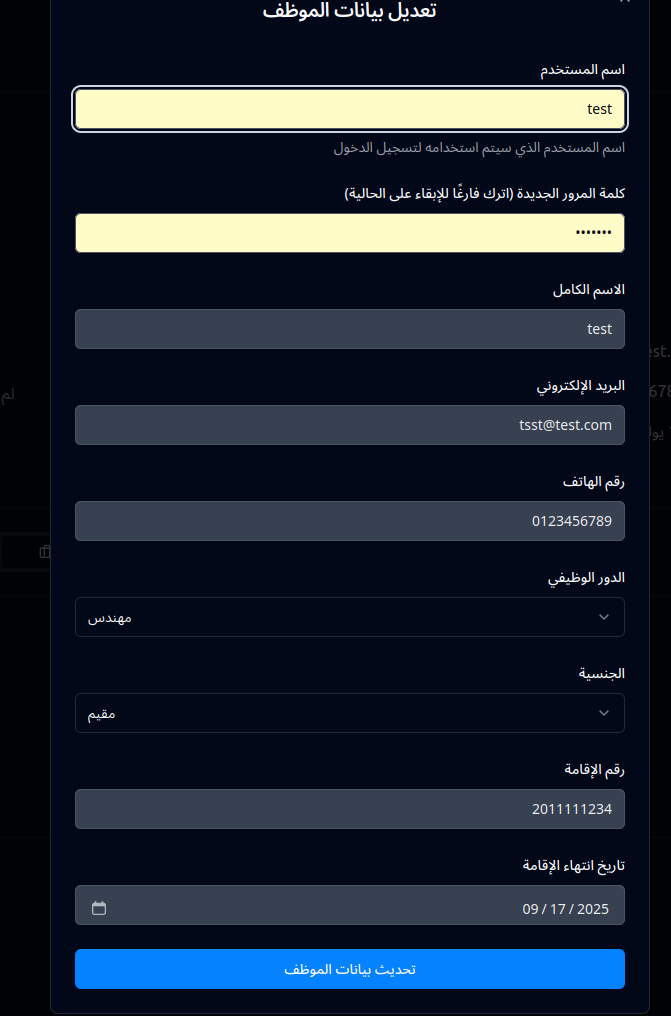 تعديل بيانات الموظف
اسم المستخدم
test
اسم المستخدم الذي سيتم استخدامه لتسجيل الدخول
كلمة المرور الجديدة (اترك فارغًا للإبقاء على الحالية)
•••••••
الاسم الكامل
test
البريد الإلكتروني
tsst@test.com
رقم الهاتف
0123456789
الدور الوظيفي
مهندس
الجنسية
مقيم
رقم الإقامة
2011111234
تاريخ انتهاء الإقامة
09 / 17 / 2025
تحديث بيانات الموظف
لم